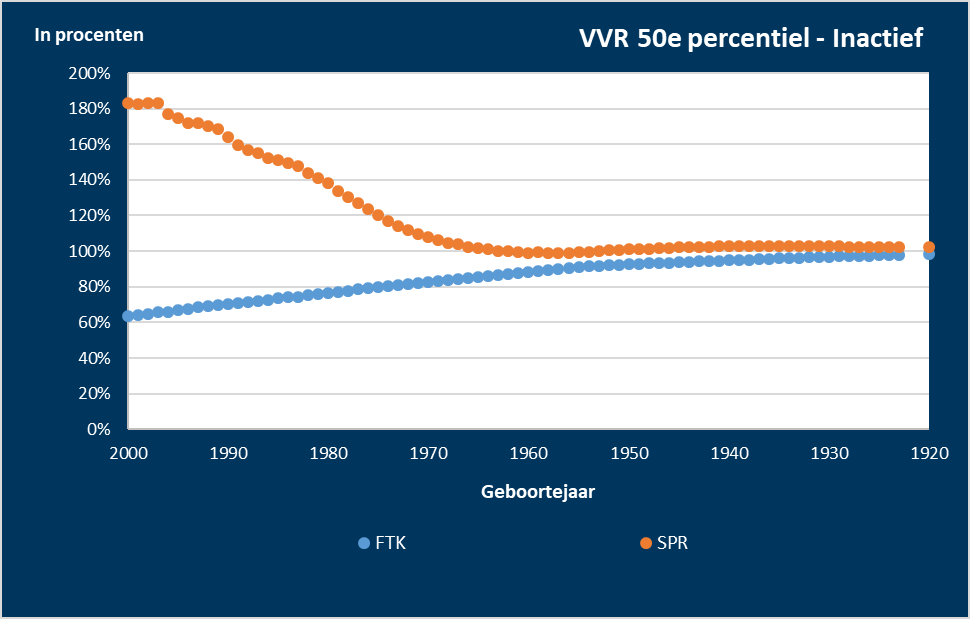 In procenten
VVR 50e percentiel - Inactief
200%
180%
160%
140%
120%
100%
80%
60%
40%
20%
0%
2000 1990 1980 1970 1960 1950 1940 1930 1920
Geboortejaar
FTK SPR